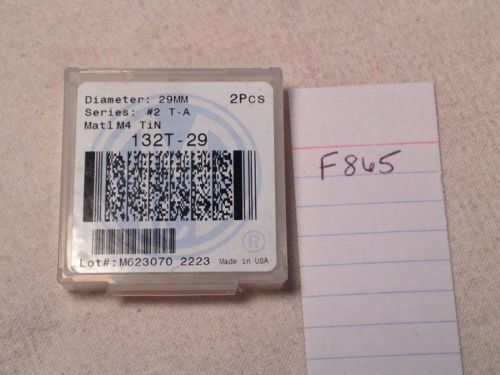 Diameter: 29MM 2Pcs
Series: #2 T-A
Matl M4 TiN
132T-29
®
Lot#: M623070 2223 Made in USA
F865